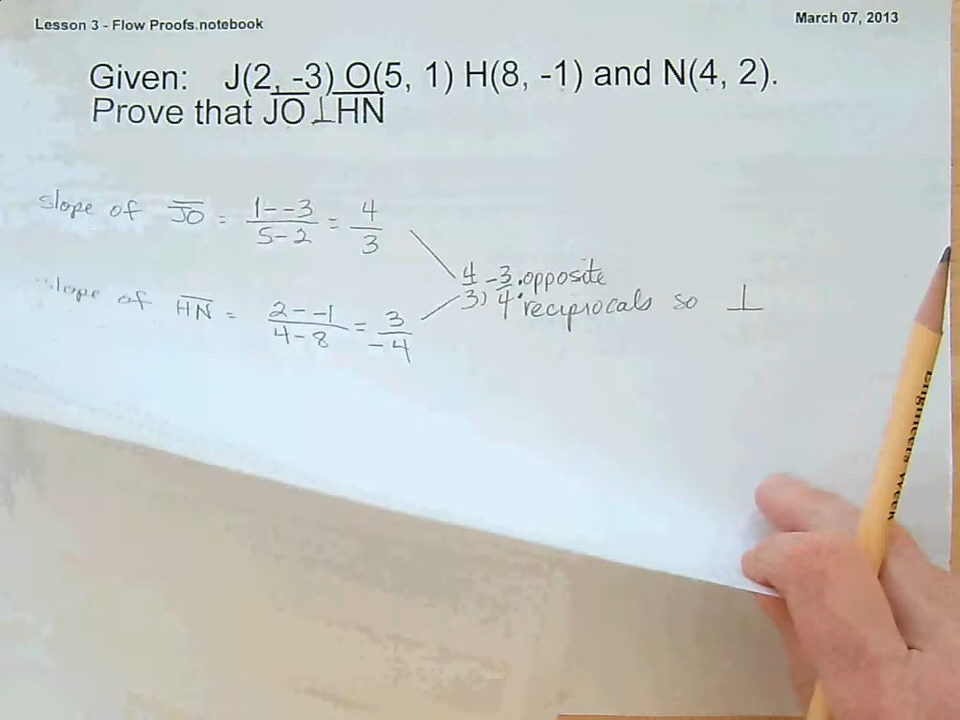 Lesson 3 - Flow Proofs.notebook
March 07, 2013
Given: J(2, -3) O(5, 1) H(8, -1) and N(4, 2).
Prove that JO ⊥ HN
slope of JO = 1--3 / 5-2 = 4/3
slope of HN = 2--1 / 4-8 = 3/-4
4/3, -3/4 opposite
reciprocals so ⊥
Engineers Week